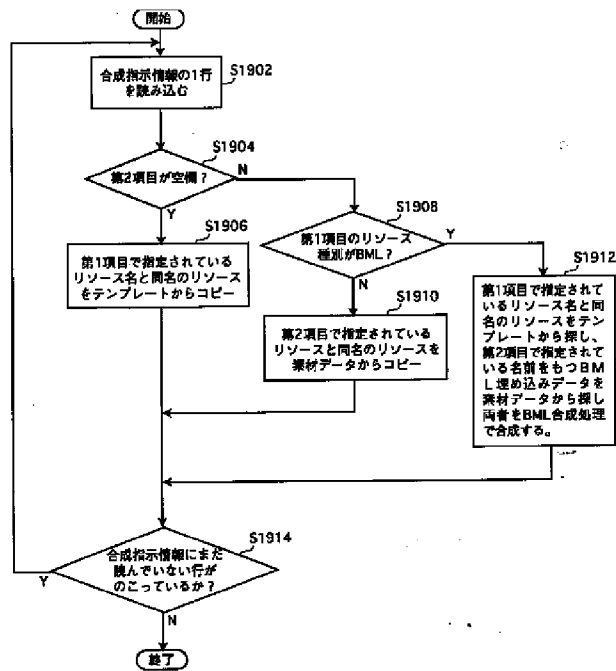 開始
合成指示情報の1行
を読み込む
S1902
第2項目が空欄？
S1904
N
Y
第1項目で指定されている
リソース名と同名のリソース
をテンプレートからコピー
S1906
第1項目のリソース
種別がBML？
S1908
Y
N
第2項目で指定されている
リソースと同名のリソースを
素材データからコピー
S1910
S1912
第1項目で指定されて
いるリソース名と同
名のリソースをテン
プレートから探し、
第2項目で指定されて
いる名前をもつBM
L埋め込みデータを
素材データから探し
両者をBML合成処理
で合成する。
合成指示情報にまだ
読んでいない行が
のこっているか？
S1914
Y
N
終了